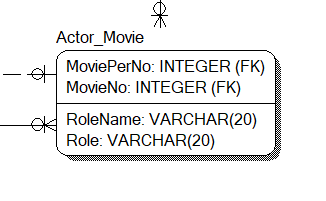 Actor_Movie
MoviePerNo: INTEGER (FK)
MovieNo: INTEGER (FK)
RoleName: VARCHAR(20)
Role: VARCHAR(20)